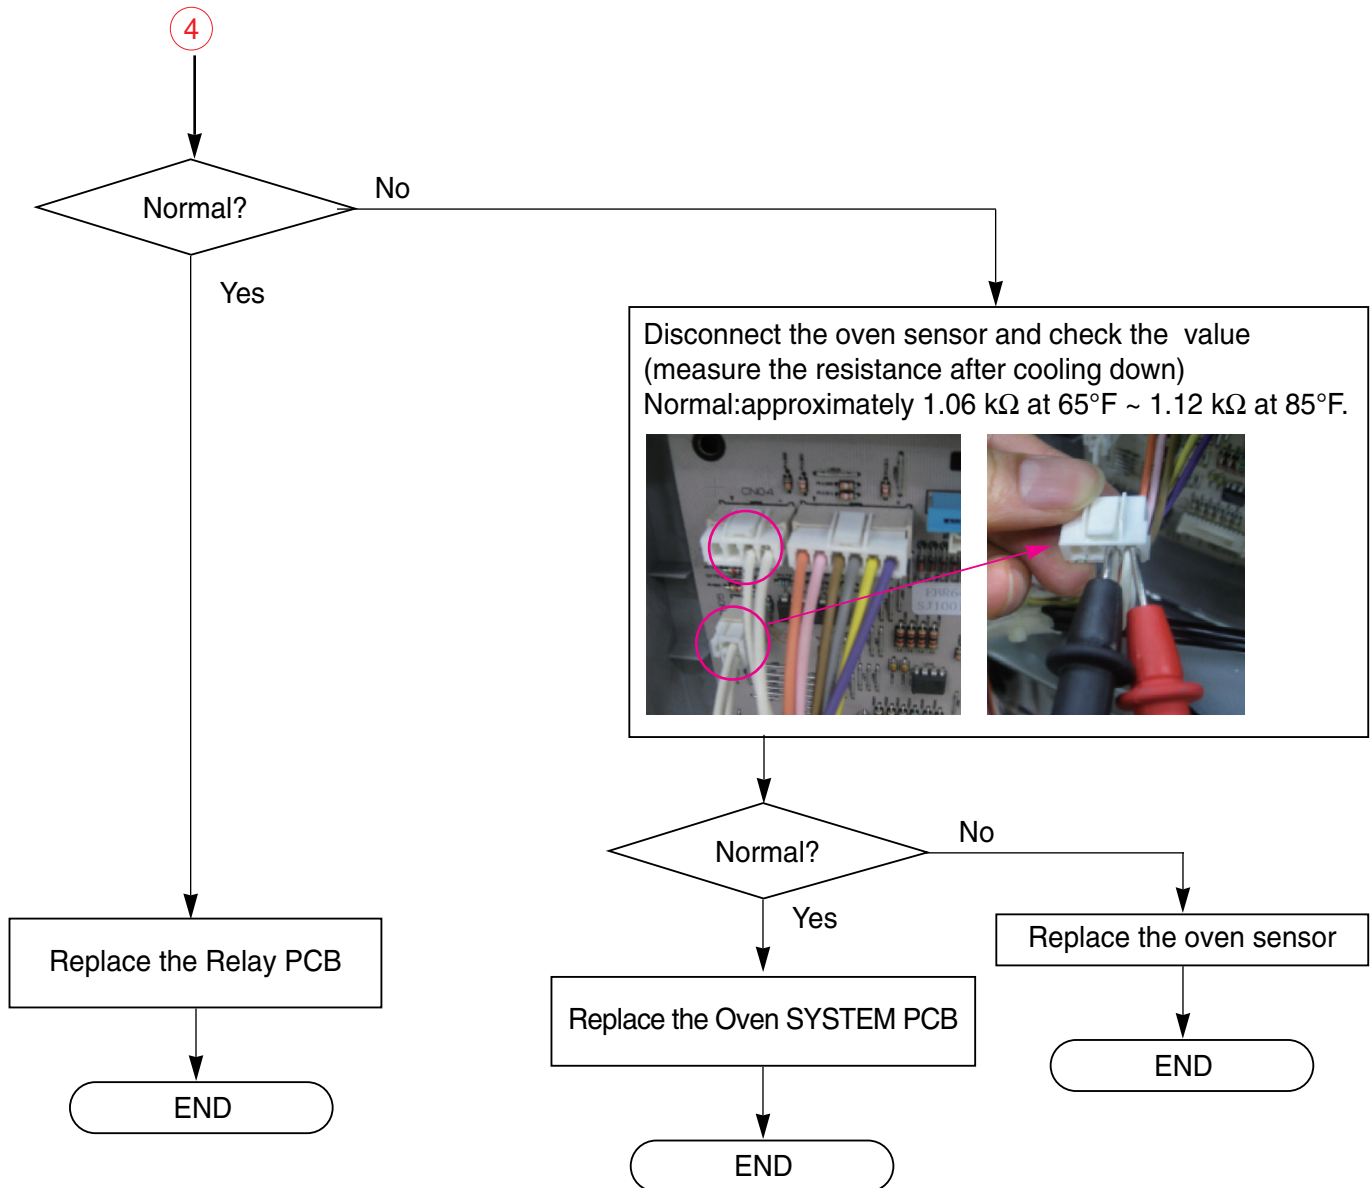 4
Normal?
No
Yes
Disconnect the oven sensor and check the value
(measure the resistance after cooling down)
Normal:approximately 1.06 kΩ at 65°F ~ 1.12 kΩ at 85°F.
CN04
Normal?
No
Yes
Replace the Relay PCB
Replace the oven sensor
Replace the Oven SYSTEM PCB
END
END
END